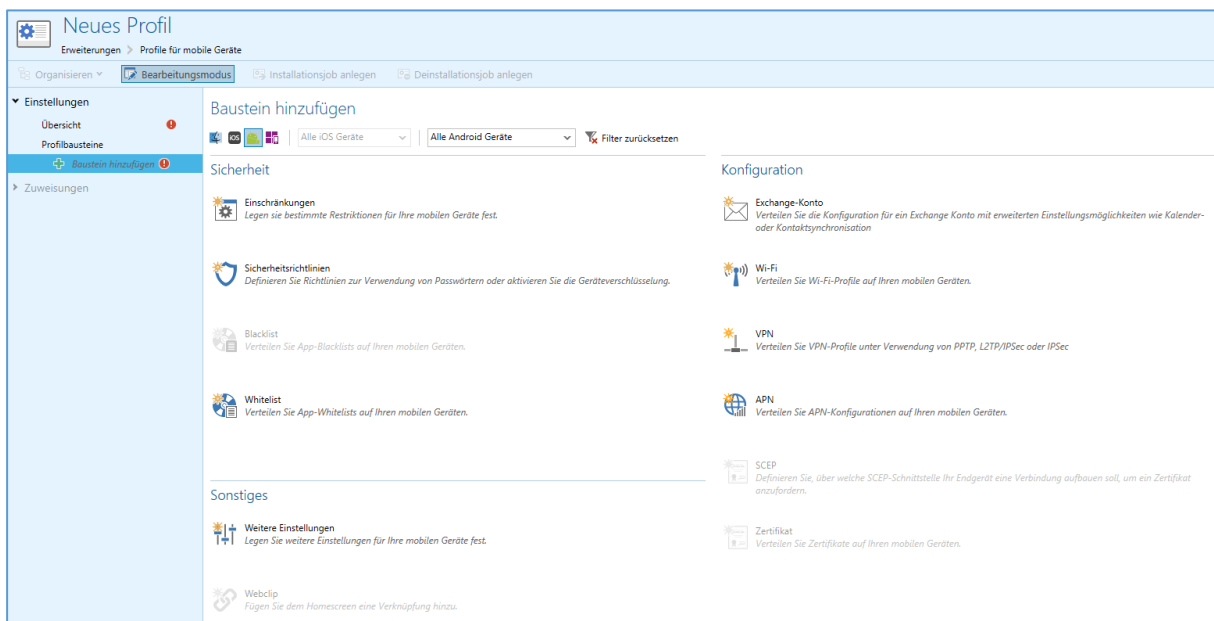 Neues Profil
Erweiterungen > Profile für mobile Geräte
Organisieren
Bearbeitungsmodus
Installationsjob anlegen
Deinstallationsjob anlegen
Einstellungen
Übersicht
Profilbausteine
Baustein hinzufügen
Zuweisungen
Baustein hinzufügen
iOS
Alle iOS Geräte
Alle Android Geräte
Filter zurücksetzen
Sicherheit
Einschränkungen
Legen sie bestimmte Restriktionen für Ihre mobilen Geräte fest.
Sicherheitsrichtlinien
Definieren Sie Richtlinien zur Verwendung von Passwörtern oder aktivieren Sie die Geräteverschlüsselung.
Blacklist
Verteilen Sie App-Blacklists auf Ihren mobilen Geräten.
Whitelist
Verteilen Sie App-Whitelists auf Ihren mobilen Geräten.
Sonstiges
Weitere Einstellungen
Legen Sie weitere Einstellungen für Ihre mobilen Geräte fest.
Webclip
Fügen Sie dem Homescreen eine Verknüpfung hinzu.
Konfiguration
Exchange-Konto
Verteilen Sie die Konfiguration für ein Exchange Konto mit erweiterten Einstellungsmöglichkeiten wie Kalender-
oder Kontaktsynchronisation
Wi-Fi
Verteilen Sie Wi-Fi-Profile auf Ihren mobilen Geräten.
VPN
Verteilen Sie VPN-Profile unter Verwendung von PPTP, L2TP/IPSec oder IPSec
APN
Verteilen Sie APN-Konfigurationen auf Ihren mobilen Geräten.
SCEP
Definieren Sie, über welche SCEP-Schnittstelle Ihr Endgerät eine Verbindung aufbauen soll, um ein Zertifikat
anzufordern.
Zertifikat
Verteilen Sie Zertifikate auf Ihren mobilen Geräten.